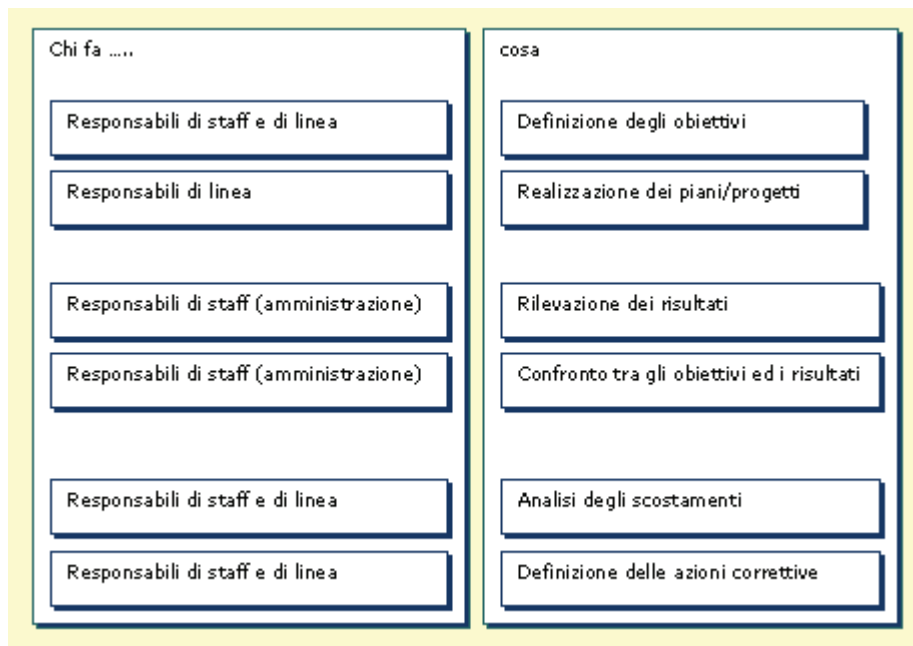 Chi fa .....
cosa
Responsabili di staff e di linea
Definizione degli obiettivi
Responsabili di linea
Realizzazione dei piani/progetti
Responsabili di staff (amministrazione)
Rilevazione dei risultati
Responsabili di staff (amministrazione)
Confronto tra gli obiettivi ed i risultati
Responsabili di staff e di linea
Analisi degli scostamenti
Responsabili di staff e di linea
Definizione delle azioni correttive